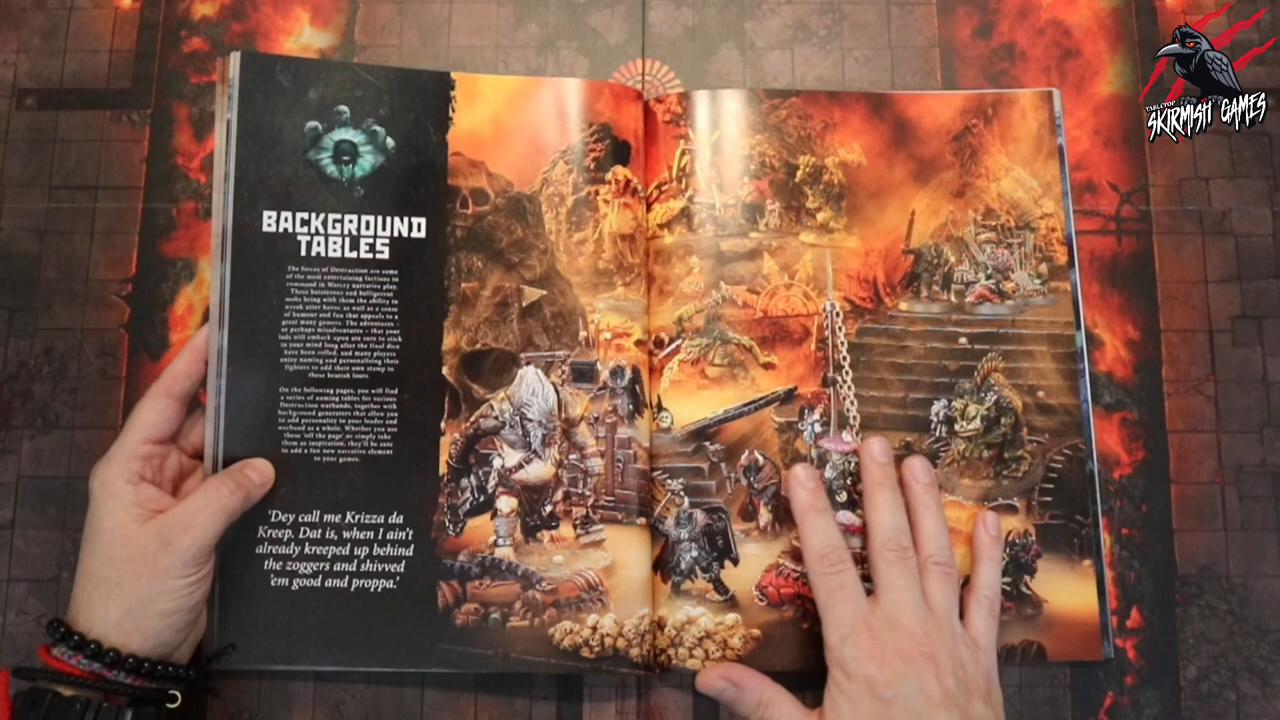 TABLETOP
SKIRMISH GAMES
BACKGROUND
TABLES
The forces of Destruction are some
of the most entertaining factions to
command in Warcry narrative play.
These boisterous and belligerent
mobs bring with them the ability to
wreak utter havoc as well as a sense
of humour and fun that appeals to a
great many gamers. The adventures –
or perhaps misadventures – that your
lads will embark upon are sure to stick
in your mind long after the final dice
have been rolled, and many players
enjoy naming and personalising their
fighters to add their own stamp to
these brutish louts.
On the following pages, you will find
a series of naming tables for various
Destruction warbands, together with
background generators that allow you
to add personality to your leader and
warband as a whole. Whether you use
these 'off the page' or simply take
them as inspiration, they'll be sure
to add a fun new narrative element
to your games.
'Dey call me Krizza da
Kreep. Dat is, when I ain't
already kreeped up behind
the zoggers and shivved
'em good and proppa.'